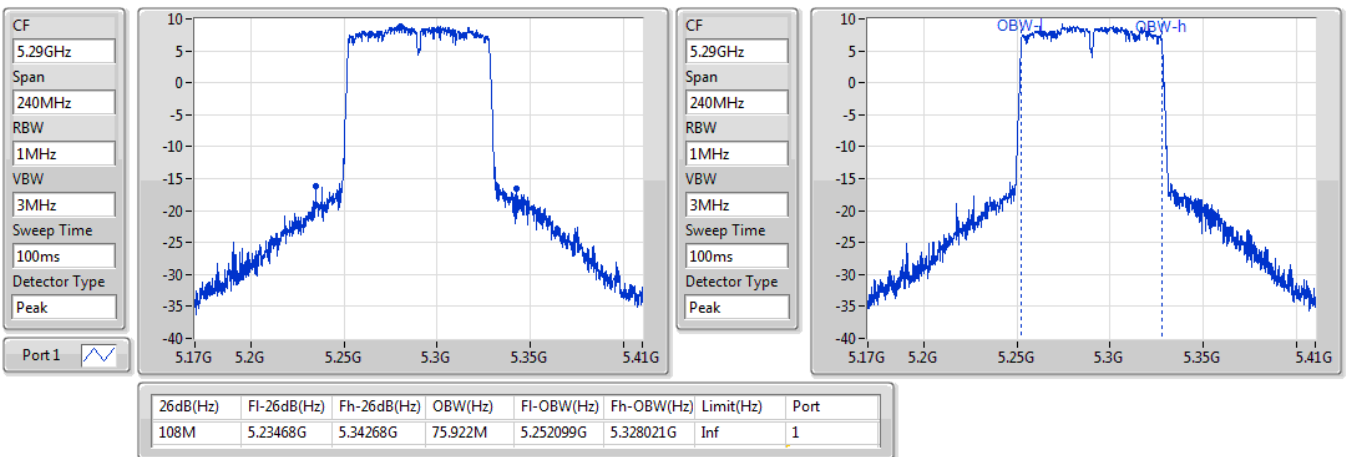 CF
5.29GHz
Span
240MHz
RBW
1MHz
VBW
3MHz
Sweep Time
100ms
Detector Type
Peak
Port 1
10
5
0
-5
-10
-15
-20
-25
-30
-35
-40
5.17G 5.2G 5.25G 5.3G 5.35G 5.41G
CF
5.29GHz
Span
240MHz
RBW
1MHz
VBW
3MHz
Sweep Time
100ms
Detector Type
Peak
OBW-l OBW-h
10
5
0
-5
-10
-15
-20
-25
-30
-35
-40
5.17G 5.2G 5.25G 5.3G 5.35G 5.41G
26dB(Hz) Fl-26dB(Hz) Fh-26dB(Hz) OBW(Hz) Fl-OBW(Hz) Fh-OBW(Hz) Limit(Hz) Port
108M 5.23468G 5.34268G 75.922M 5.252099G 5.328021G Inf 1